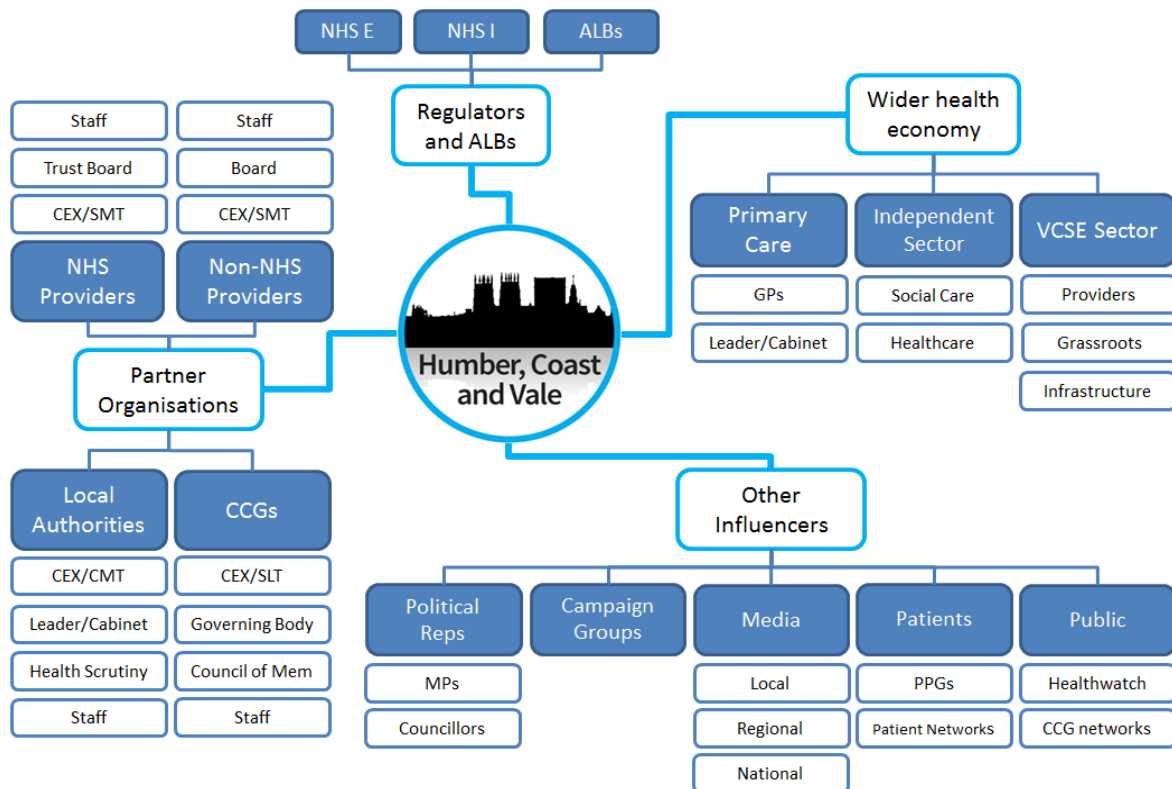 NHS E
NHS I
ALBs
Regulators
and ALBs
Wider health
economy
Staff
Trust Board
CEX/SMT
NHS
Providers
Staff
Board
CEX/SMT
Non-NHS
Providers
Partner
Organisations
Local
Authorities
CEX/CMT
Leader/Cabinet
Health Scrutiny
Staff
CCGs
CEX/SLT
Governing Body
Council of Mem
Staff
Humber, Coast
and Vale
Primary
Care
GPs
Leader/Cabinet
Independent
Sector
Social Care
Healthcare
VCSE Sector
Providers
Grassroots
Infrastructure
Other
Influencers
Political
Reps
MPs
Councillors
Campaign
Groups
Media
Local
Regional
National
Patients
PPGs
Patient Networks
Public
Healthwatch
CCG networks